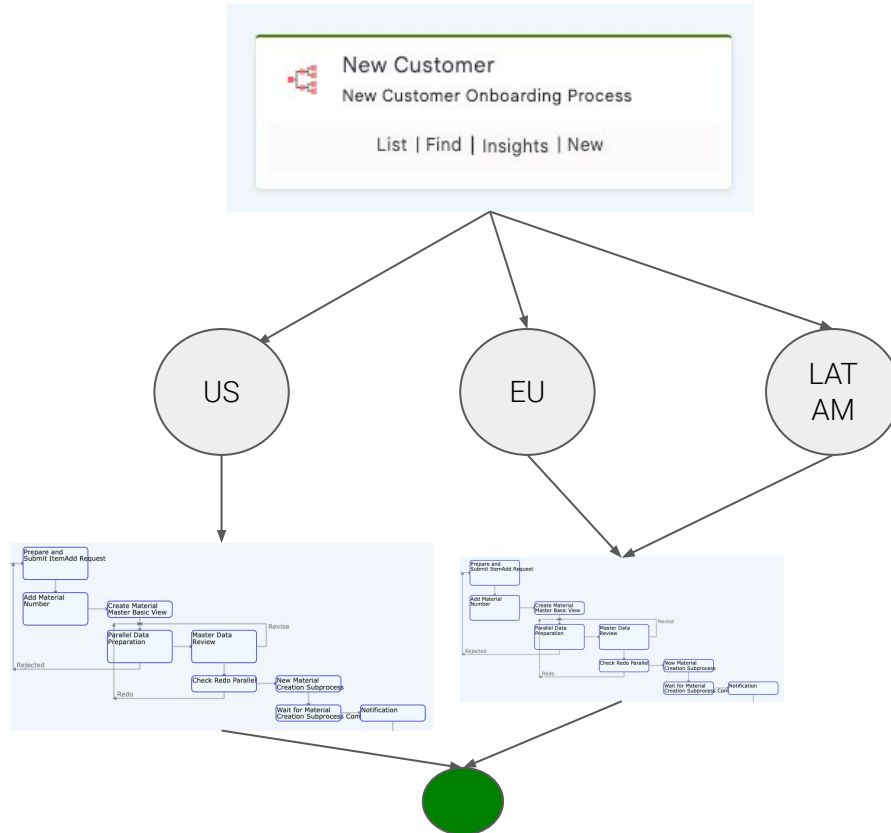 New Customer
New Customer Onboarding Process
List | Find | Insights | New
US
EU
LAT
AM
Prepare and
Submit ItemAdd Request
Add Material
Number
Create Material
Master Basic View
Revise
Parallel Data
Preparation
Master Data
Review
Rejected
Check Redo Parallel
New Material
Creation Subprocess
Redo
Wait for Material
Creation Subprocess Com
Notification
Prepare and
Submit ItemAdd Request
Add Material
Number
Create Material
Master Basic View
Revise
Parallel Data
Preparation
Master Data
Review
Rejected
Check Redo Parallel
New Material
Creation Subprocess
Redo
Wait for Material
Creation Subprocess Com
Notification